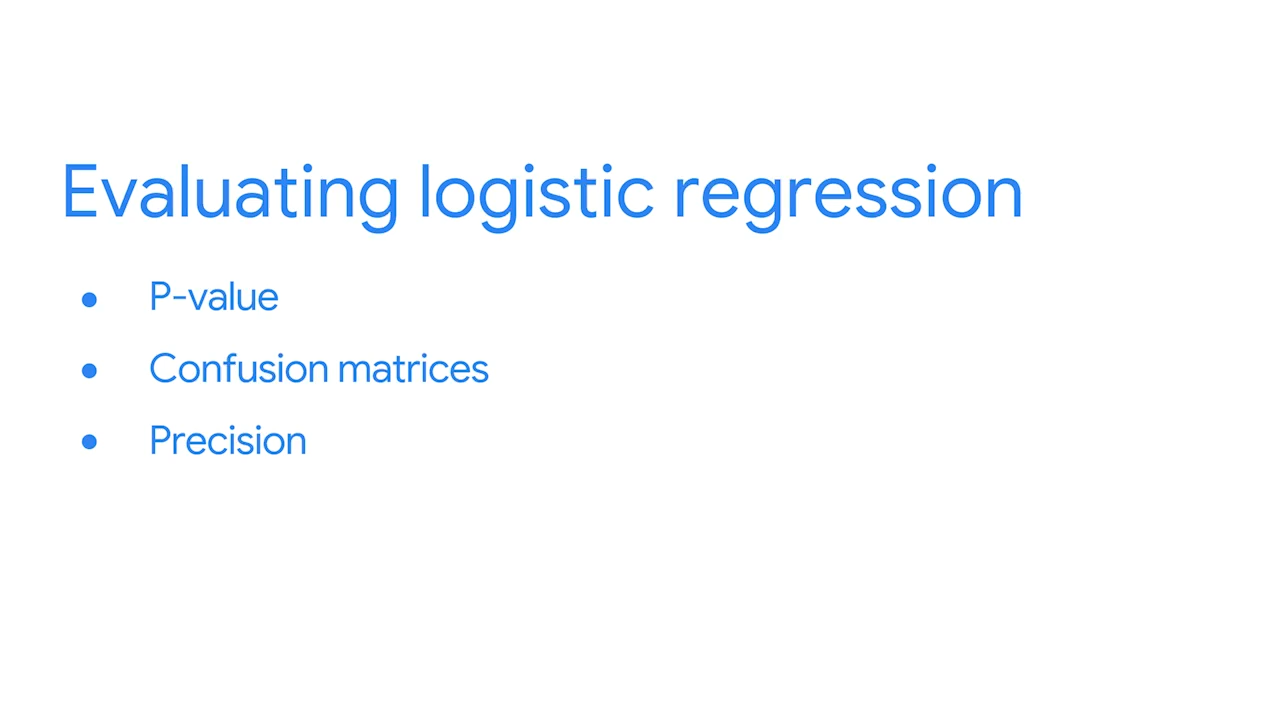 Evaluating logistic regression
● P-value
● Confusion matrices
● Precision